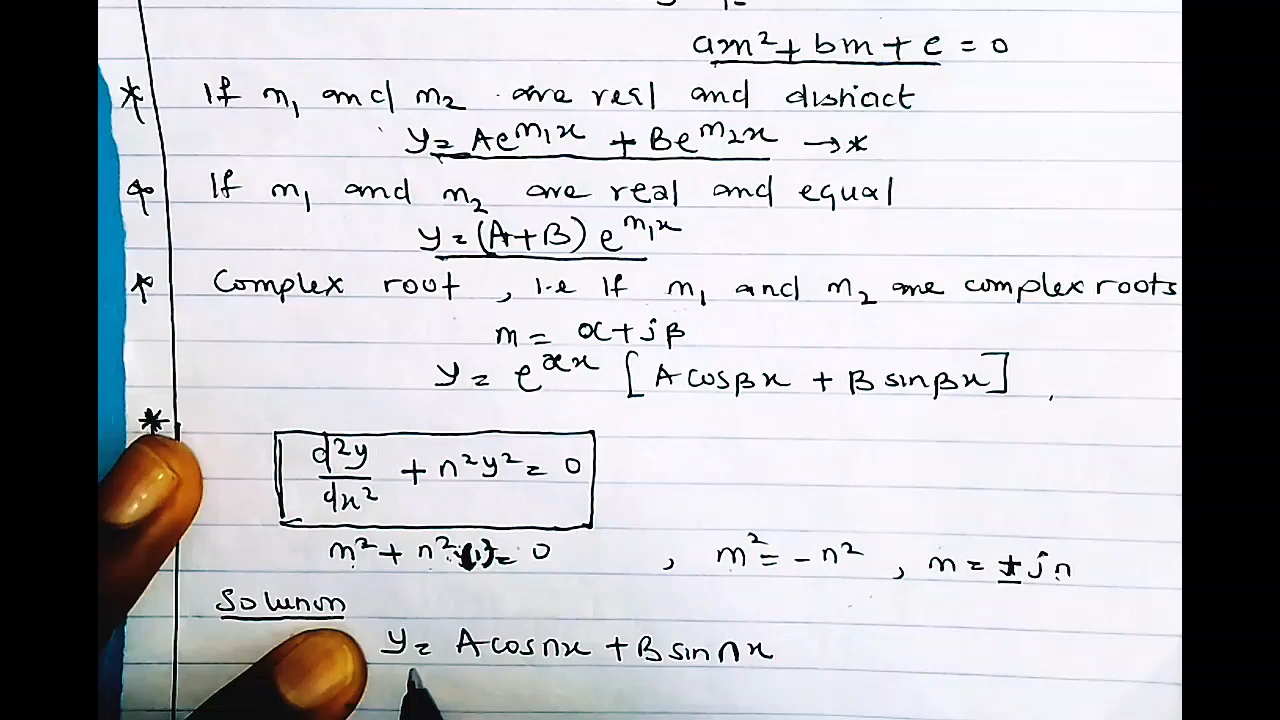 am² + bm + c = 0
* If m₁ and m₂ are real and distinct
y = Ae^m₁x + Be^m₂x → *
* If m₁ and m₂ are real and equal
y = (A+B) e^m₁x
* Complex root, i.e If m₁ and m₂ are complex roots
m = α + jβ
y = e^αx [A cosβx + B sinβx]
*
d²y/dx² + n²y² = 0
m² + n² = 0 , m² = -n² , m = ±jn
Solution
y = A cosnx + B sin nx